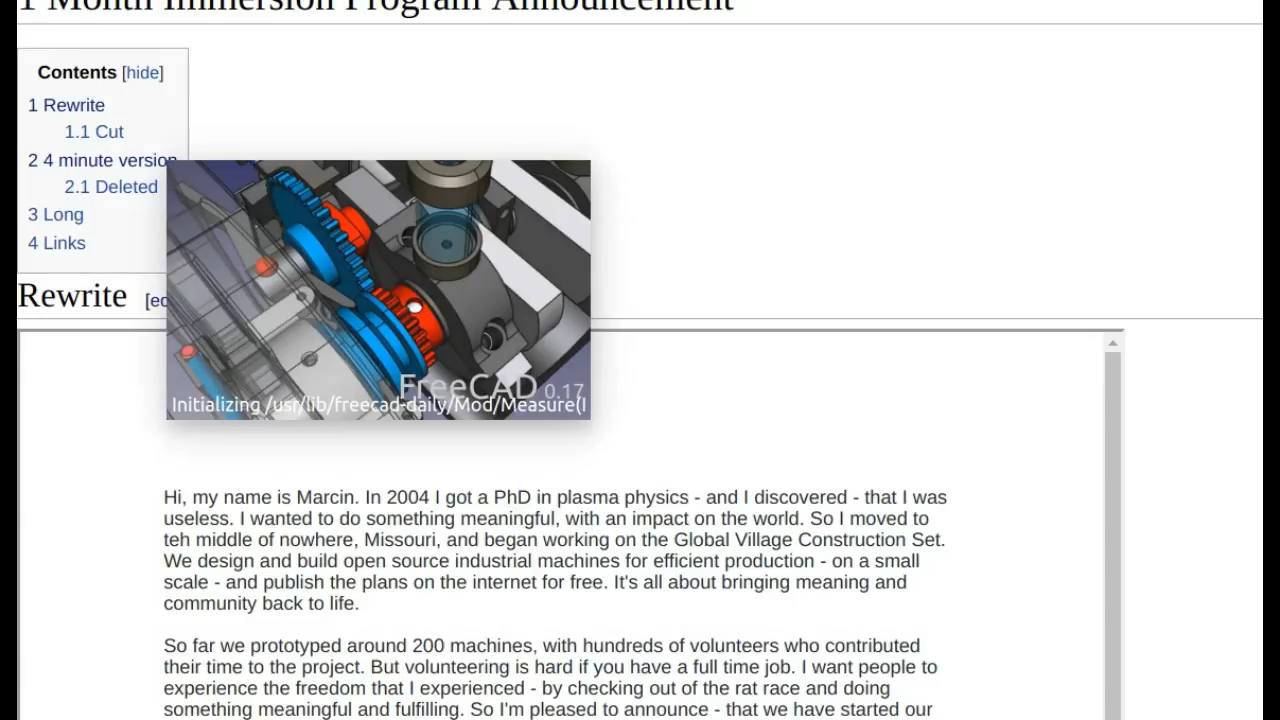 1 Month Immersion Program Announcement
Contents [hide]
1 Rewrite
1.1 Cut
2 4 minute version
2.1 Deleted
3 Long
4 Links
Rewrite [ed
FreeCAD 0.17
Initializing /usr/lib/freecad-daily/Mod/Measure(I
Hi, my name is Marcin. In 2004 I got a PhD in plasma physics - and I discovered - that I was
useless. I wanted to do something meaningful, with an impact on the world. So I moved to
teh middle of nowhere, Missouri, and began working on the Global Village Construction Set.
We design and build open source industrial machines for efficient production - on a small
scale - and publish the plans on the internet for free. It's all about bringing meaning and
community back to life.
So far we prototyped around 200 machines, with hundreds of volunteers who contributed
their time to the project. But volunteering is hard if you have a full time job. I want people to
experience the freedom that I experienced - by checking out of the rat race and doing
something meaningful and fulfilling. So I'm pleased to announce - that we have started our